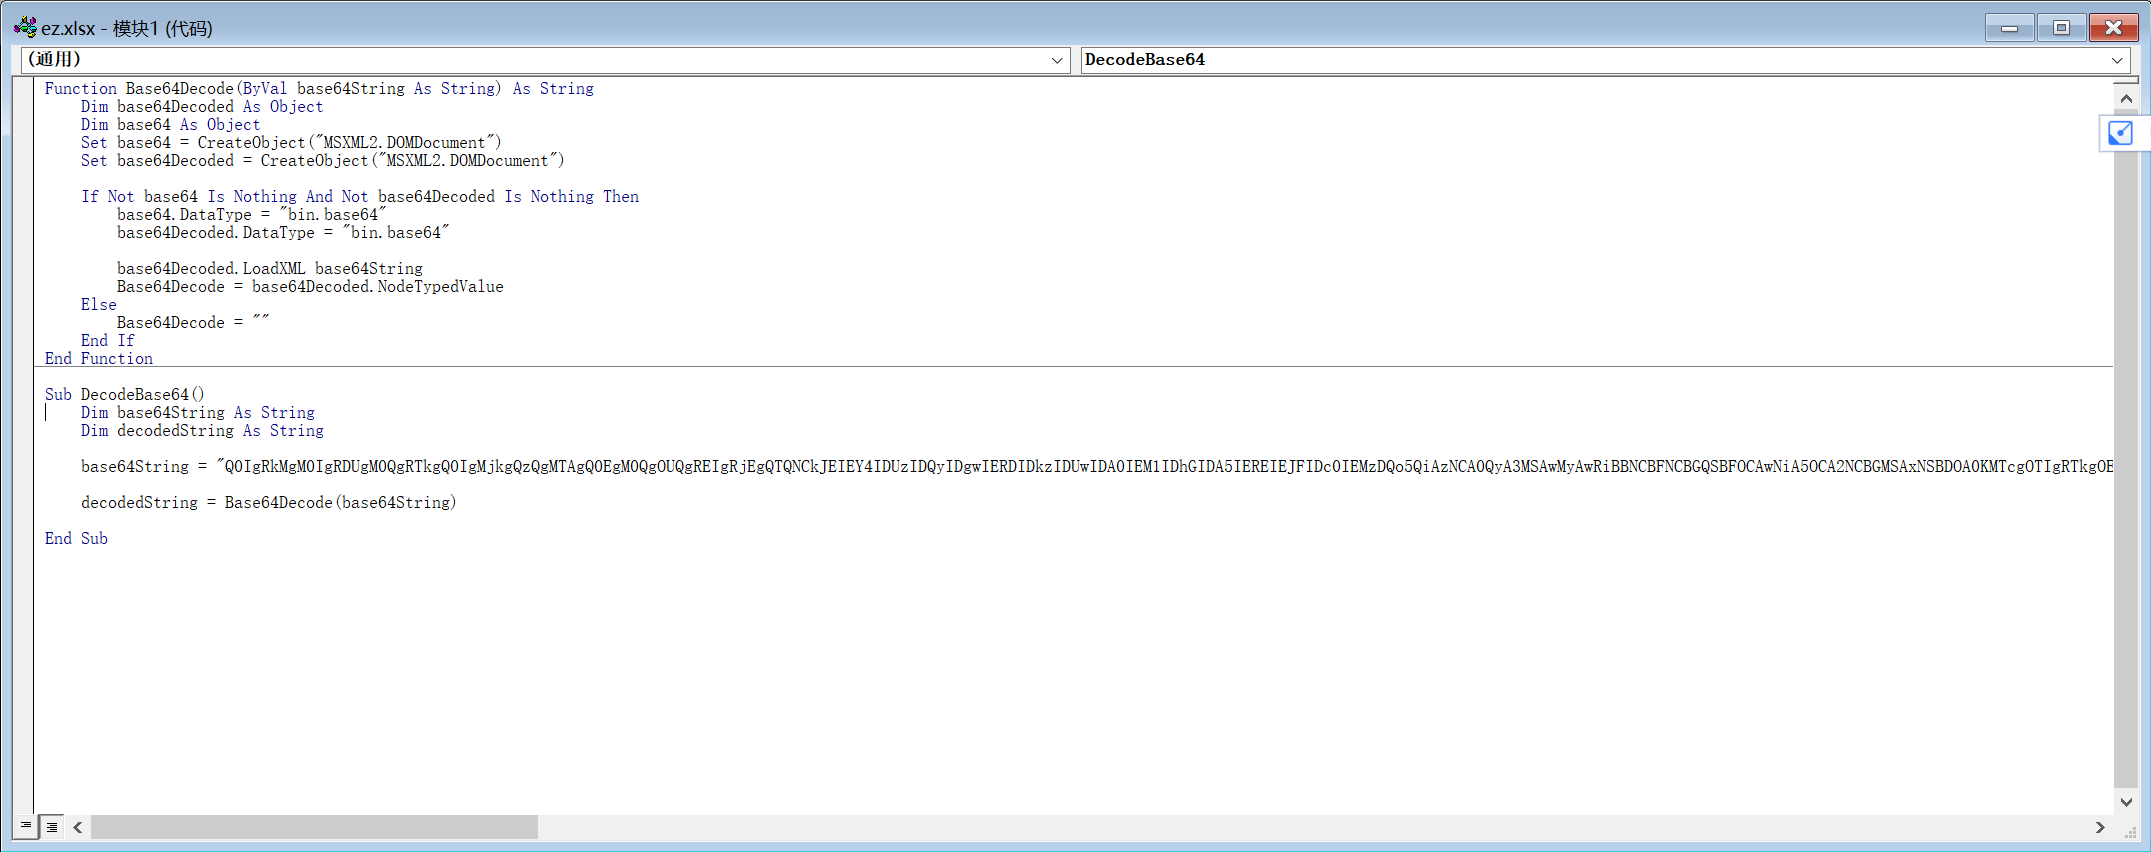 ez.xlsx - 模块1 (代码)
(通用)
DecodeBase64
Function Base64Decode(ByVal base64String As String) As String
    Dim base64Decoded As Object
    Dim base64 As Object
    Set base64 = CreateObject("MSXML2.DOMDocument")
    Set base64Decoded = CreateObject("MSXML2.DOMDocument")
    If Not base64 Is Nothing And Not base64Decoded Is Nothing Then
        base64.DataType = "bin.base64"
        base64Decoded.DataType = "bin.base64"
        base64Decoded.LoadXML base64String
        Base64Decode = base64Decoded.NodeTypedValue
    Else
        Base64Decode = ""
    End If
End Function
Sub DecodeBase64()
    Dim base64String As String
    Dim decodedString As String
    base64String = "Q0IgRkMgM0IgRDUgM0QgRTkgQ0IgMjkgQzQgMTAgQ0EgM0QgOUQgREIgRjEgQTQNCkJEIEY4IDUzIDQyIDgwIERDIDkzIDUwIDA0IEM1IDhGIDA5IEREIEJFIDc0IEMzDQo5QiAzNCA0QyA3MSAwMyAwRiBBNCBFNCBGQSBFOCAwNiA5OCA2NCBGMSAxNSBDOA0KMTcgOTIgRTkgOE
    decodedString = Base64Decode(base64String)
End Sub